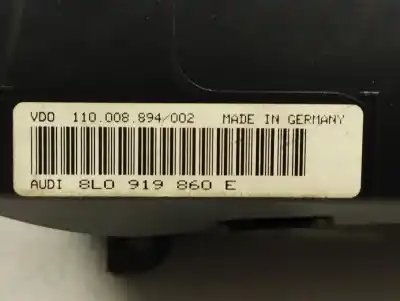 VDO 110.008.894/002 MADE IN GERMANY
AUDI 8L0 919 860 E